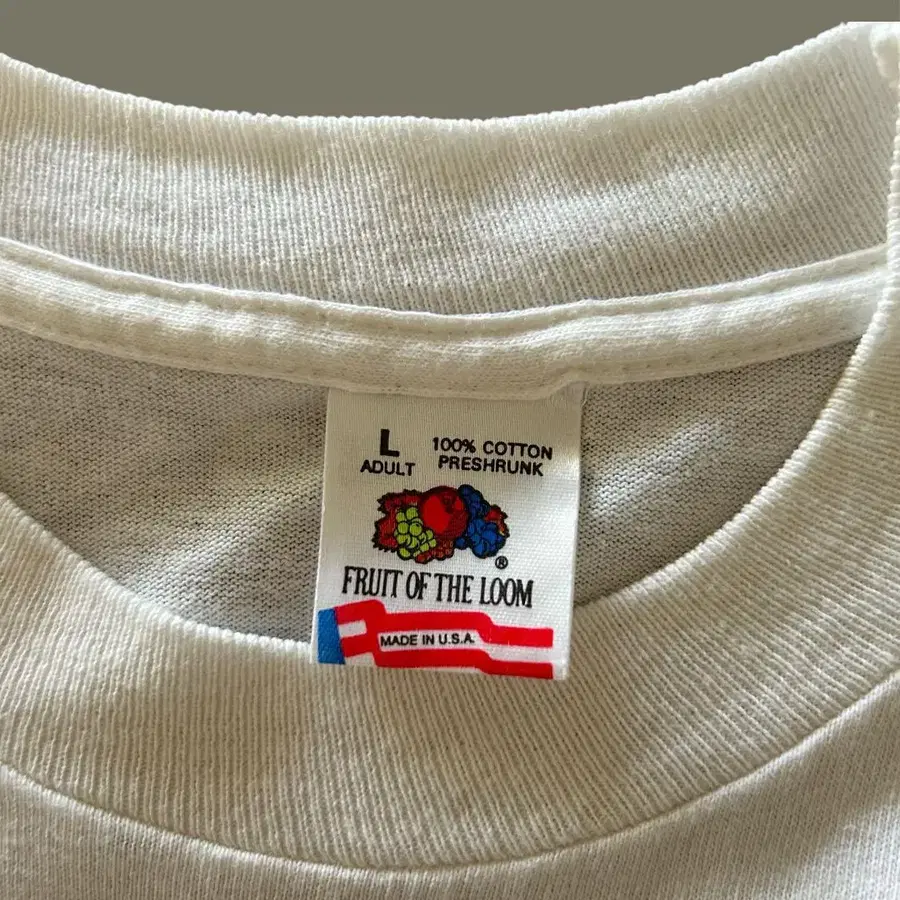 L 100% COTTON
ADULT PRESHRUNK
®
FRUIT OF THE LOOM
MADE IN U.S.A.